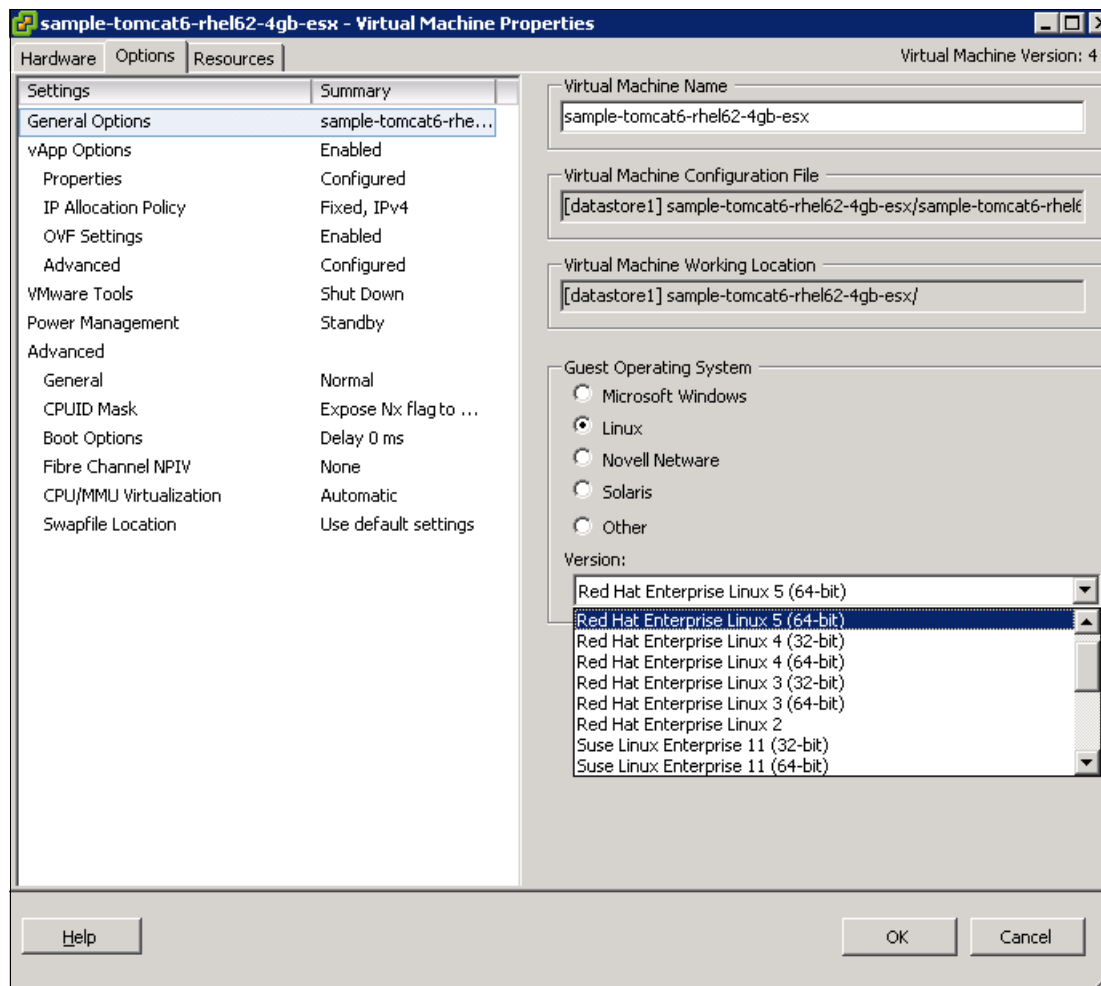 sample-tomcat6-rhel62-4gb-esx - Virtual Machine Properties
Hardware Options Resources Virtual Machine Version: 4
Settings Summary
General Options sample-tomcat6-rhe...
vApp Options Enabled
Properties Configured
IP Allocation Policy Fixed, IPv4
OVF Settings Enabled
Advanced Configured
VMware Tools Shut Down
Power Management Standby
Advanced
General Normal
CPUID Mask Expose Nx flag to ...
Boot Options Delay 0 ms
Fibre Channel NPIV None
CPU/MMU Virtualization Automatic
Swapfile Location Use default settings
Virtual Machine Name
sample-tomcat6-rhel62-4gb-esx
Virtual Machine Configuration File
[datastore1] sample-tomcat6-rhel62-4gb-esx/sample-tomcat6-rhel6
Virtual Machine Working Location
[datastore1] sample-tomcat6-rhel62-4gb-esx/
Guest Operating System
Microsoft Windows
Linux
Novell Netware
Solaris
Other
Version:
Red Hat Enterprise Linux 5 (64-bit)
Red Hat Enterprise Linux 5 (64-bit)
Red Hat Enterprise Linux 4 (32-bit)
Red Hat Enterprise Linux 4 (64-bit)
Red Hat Enterprise Linux 3 (32-bit)
Red Hat Enterprise Linux 3 (64-bit)
Red Hat Enterprise Linux 2
Suse Linux Enterprise 11 (32-bit)
Suse Linux Enterprise 11 (64-bit)
Help OK Cancel